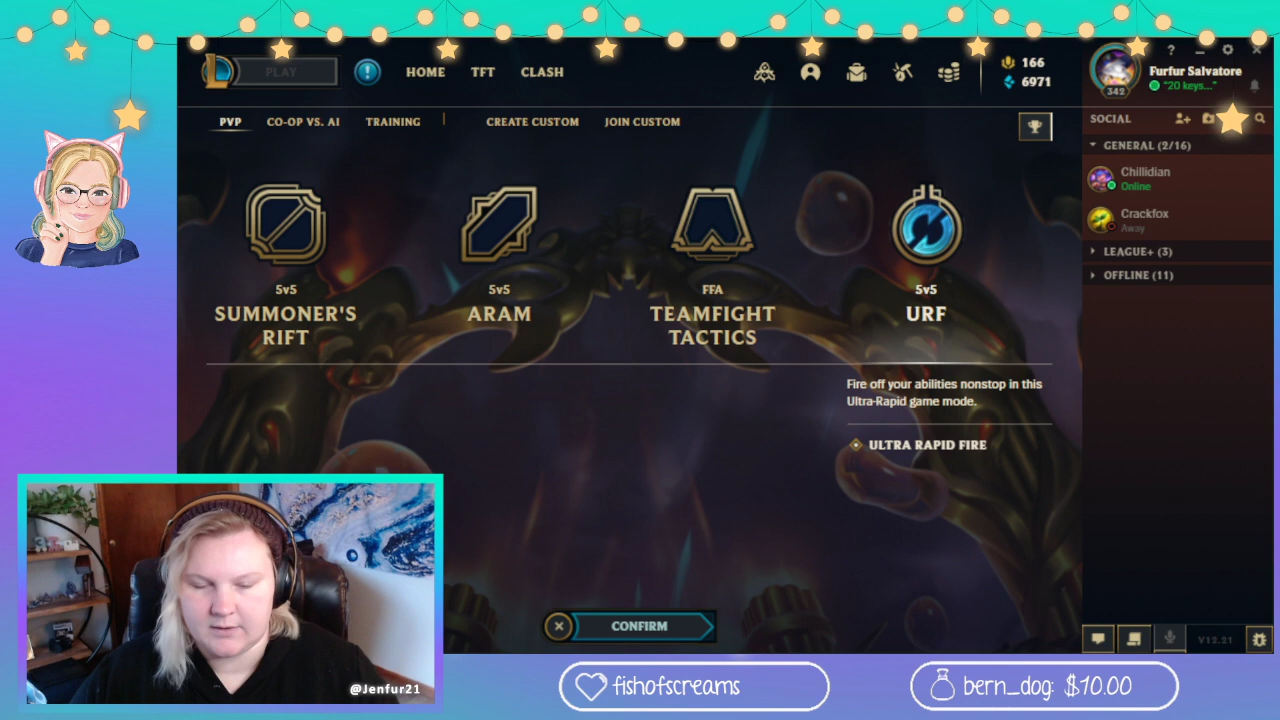 PLAY
HOME
TFT
CLASH
166
6971
342
Furfur Salvatore
"20 keys..."
PVP
CO-OP VS. AI
TRAINING
CREATE CUSTOM
JOIN CUSTOM
SOCIAL
GENERAL (2/16)
Chillidian
Online
Crackfox
Away
LEAGUE+ (3)
OFFLINE (11)
5v5
SUMMONER'S
RIFT
5v5
ARAM
FFA
TEAMFIGHT
TACTICS
5v5
URF
Fire off your abilities nonstop in this
Ultra-Rapid game mode.
ULTRA RAPID FIRE
CONFIRM
V12.21
@Jenfur21
fishofscreams
bern_dog: $10.00